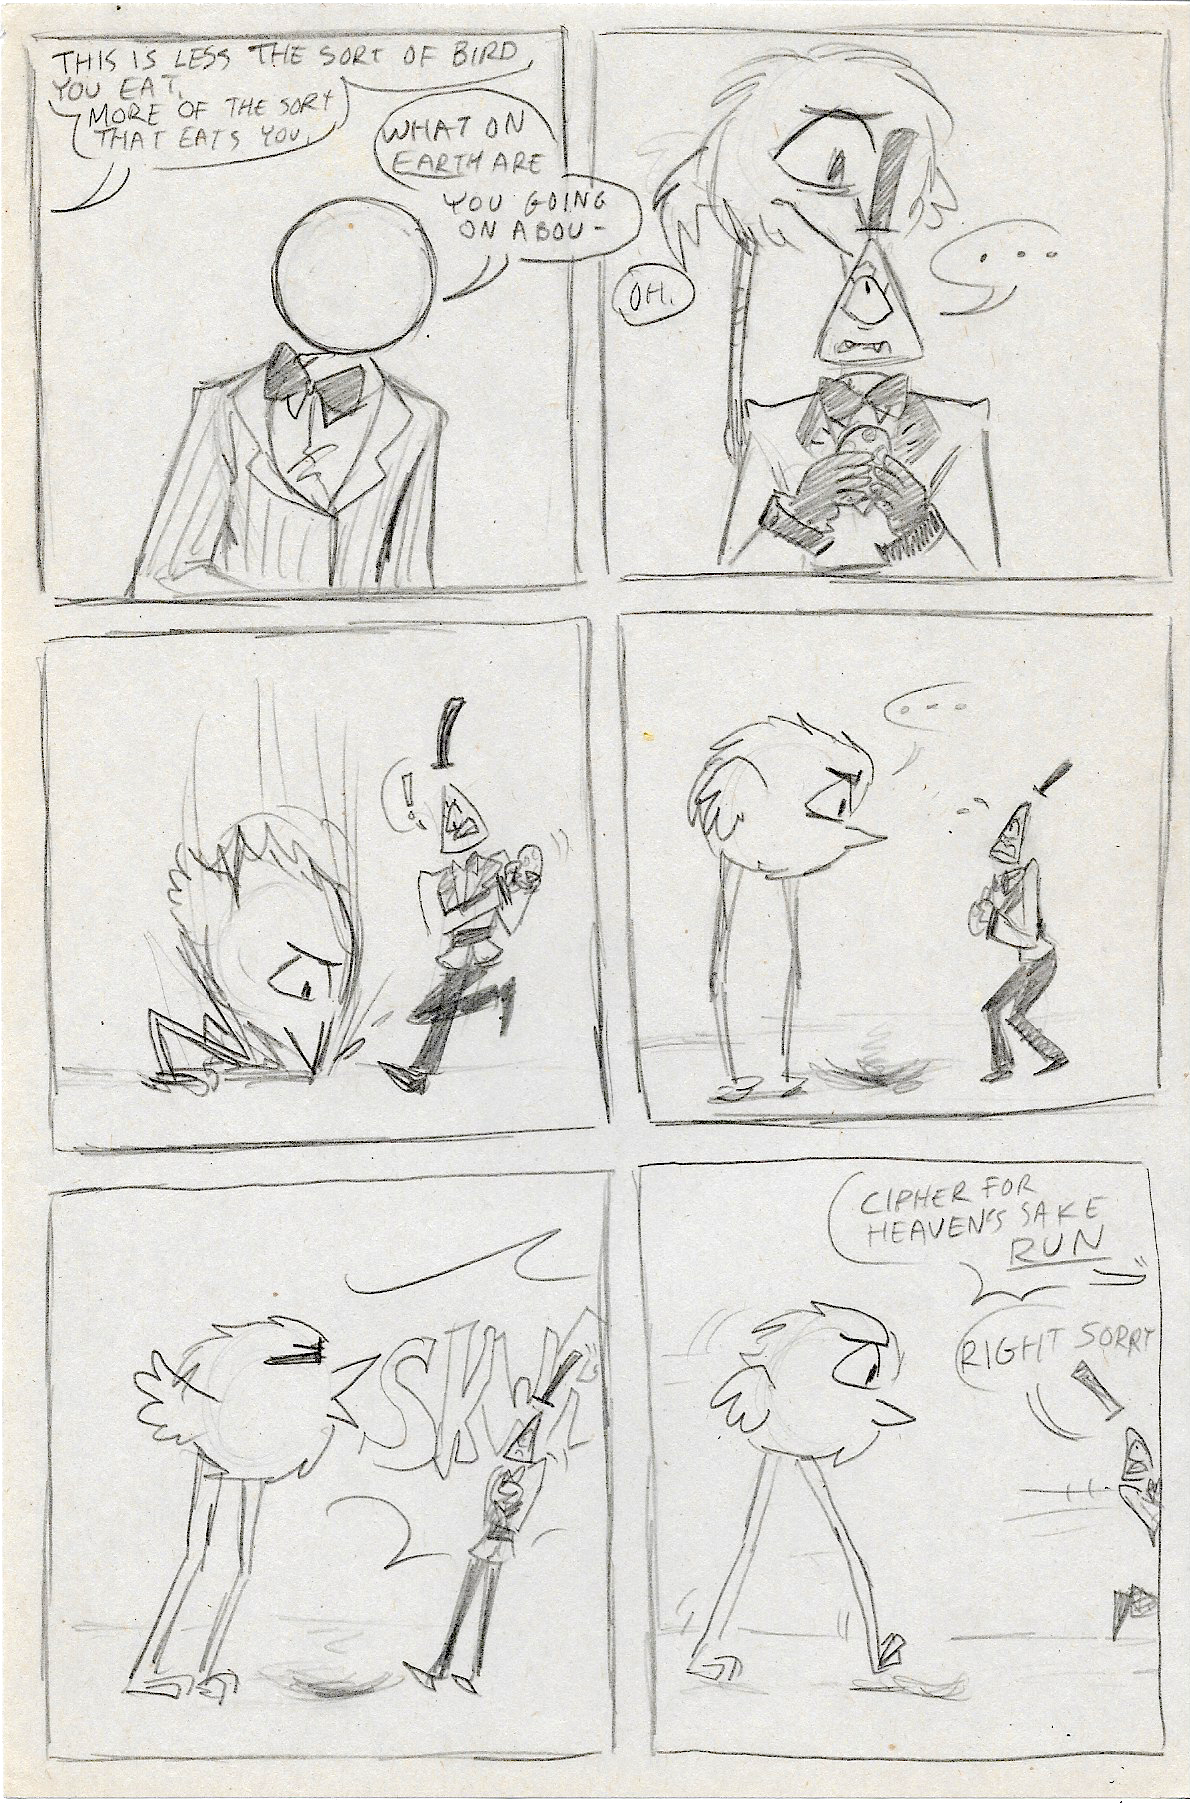 THIS IS LESS THE SORT OF BIRD
YOU EAT.
MORE OF THE SORT
THAT EATS YOU.
WHAT ON
EARTH ARE
YOU GOING
ON ABOU-
OH.
...
!
...
CIPHER FOR
HEAVEN'S SAKE
RUN
RIGHT SORRY